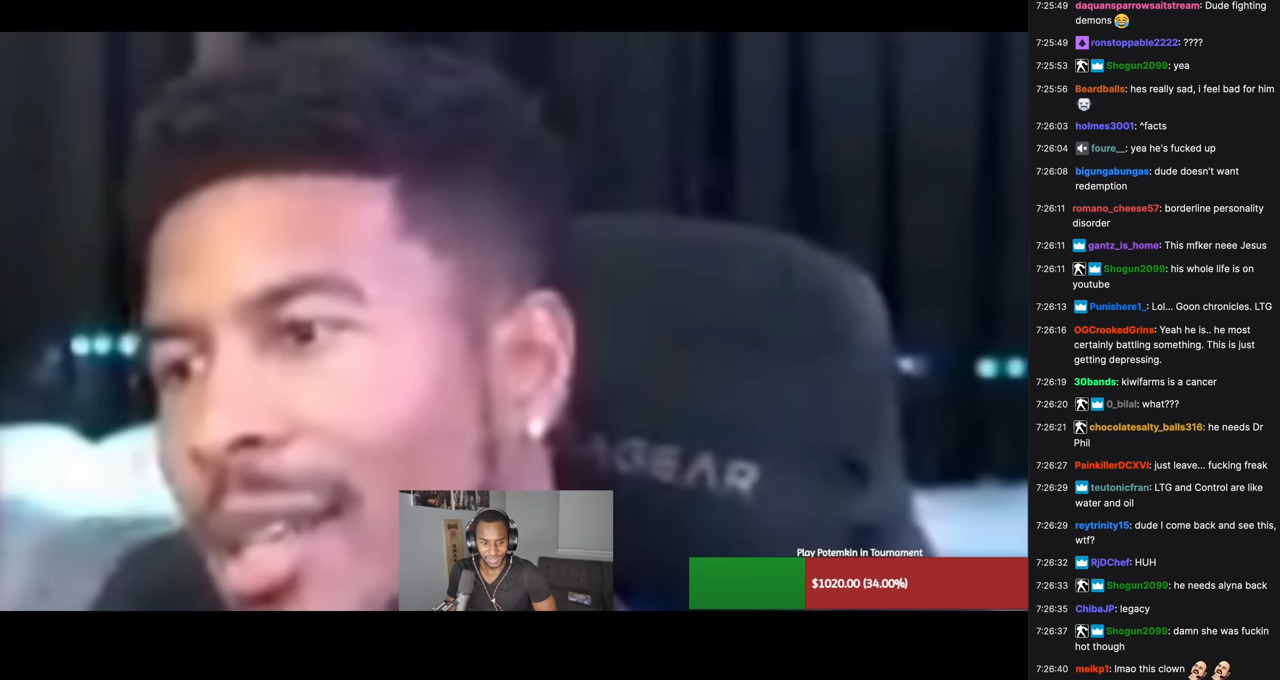 AGEAR
Play Potemkin in Tournament
$1020.00 (34.00%)
7:25:49 daquansparrowsaitstream: Dude fighting
demons 😂
7:25:49 ronstoppable2222: ????
7:25:53 Shogun2099: yea
7:25:56 Beardballs: hes really sad, i feel bad for him
7:26:03 holmes3001: ^facts
7:26:04 foure__: yea he's fucked up
7:26:08 bigungabungas: dude doesn't want
redemption
7:26:11 romano_cheese57: borderline personality
disorder
7:26:11 gantz_is_home: This mfker neee Jesus
7:26:11 Shogun2099: his whole life is on
youtube
7:26:13 Punishere1_: Lol... Goon chronicles. LTG
7:26:16 OGCrookedGrins: Yeah he is.. he most
certainly battling something. This is just
getting depressing.
7:26:19 30bands: kiwifarms is a cancer
7:26:20 0_bilal: what???
7:26:21 chocolatesalty_balls316: he needs Dr
Phil
7:26:27 PainkillerDCXVI: just leave... fucking freak
7:26:29 teutonicfran: LTG and Control are like
water and oil
7:26:29 reytrinity15: dude I come back and see this,
wtf?
7:26:32 RjDChef: HUH
7:26:33 Shogun2099: he needs alyna back
7:26:35 ChibaJP: legacy
7:26:37 Shogun2099: damn she was fuckin
hot though
7:26:40 meikp1: lmao this clown